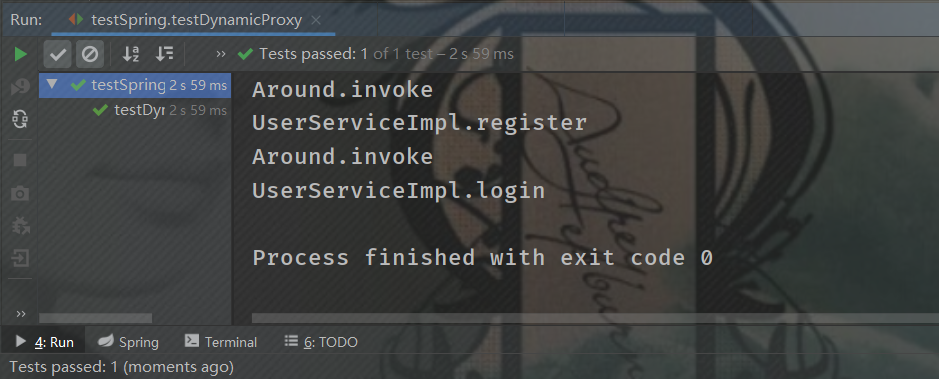 Run: testSpring.testDynamicProxy ×
» Tests passed: 1 of 1 test – 2 s 59 ms
testSpring 2 s 59 ms
testDyr 2 s 59 ms
Around.invoke
UserServiceImpl.register
Around.invoke
UserServiceImpl.login
Process finished with exit code 0
»
4: Run Spring Terminal 6: TODO
Tests passed: 1 (moments ago)